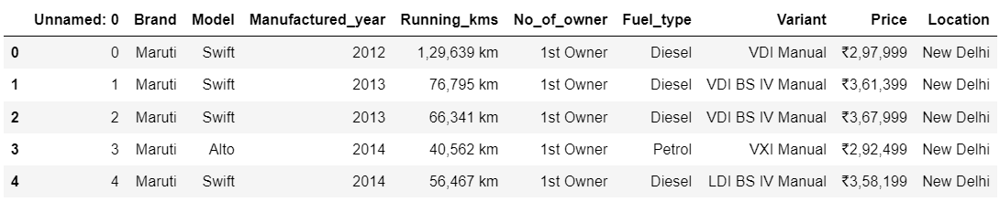 Unnamed: 0 Brand Model Manufactured_year Running_kms No_of_owner Fuel_type Variant Price Location
0 0 Maruti Swift 2012 1,29,639 km 1st Owner Diesel VDI Manual ₹2,97,999 New Delhi
1 1 Maruti Swift 2013 76,795 km 1st Owner Diesel VDI BS IV Manual ₹3,61,399 New Delhi
2 2 Maruti Swift 2013 66,341 km 1st Owner Diesel VDI BS IV Manual ₹3,67,999 New Delhi
3 3 Maruti Alto 2014 40,562 km 1st Owner Petrol VXI Manual ₹2,92,499 New Delhi
4 4 Maruti Swift 2014 56,467 km 1st Owner Diesel LDI BS IV Manual ₹3,58,199 New Delhi